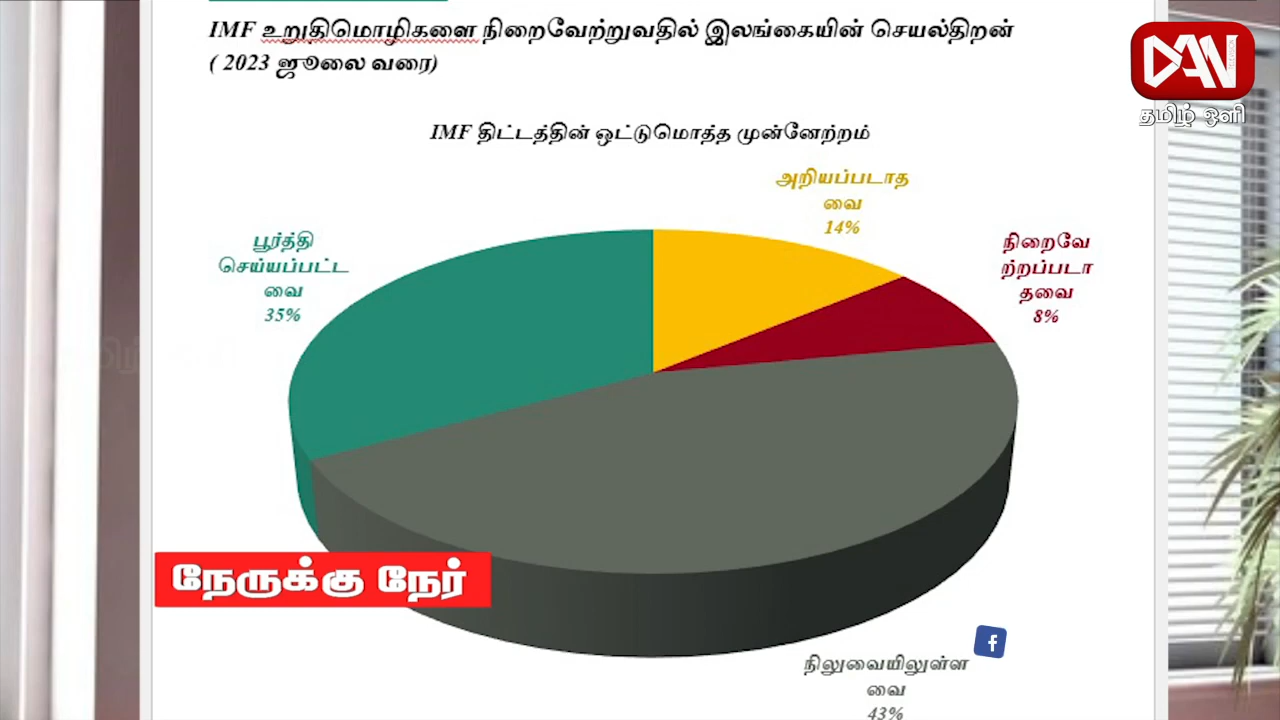 IMF உறுதிமொழிகளை நிறைவேற்றுவதில் இலங்கையின் செயல்திறன்
( 2023 ஜூலை வரை)
DAN
தமிழ் ஒளி
IMF திட்டத்தின் ஒட்டுமொத்த முன்னேற்றம்
அறியப்படாத
வை
14%
பூர்த்தி
செய்யப்பட்ட
வை
35%
நிறைவே
ற்றப்படா
தவை
8%
நேருக்கு நேர்
f
நிலுவையிலுள்ள
வை
43%